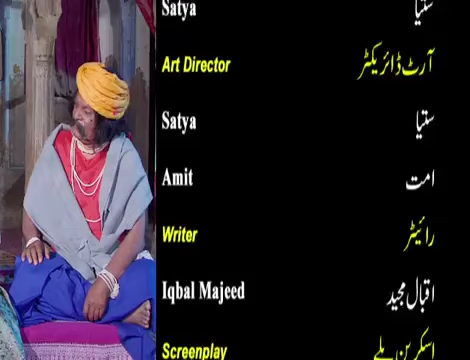 Satya ستیا
Art Director آرٹ ڈائریکٹر
Satya ستیا
Amit امت
Writer رائیٹر
Iqbal Majeed اقبال مجید
Screenplay اسکرین پلے